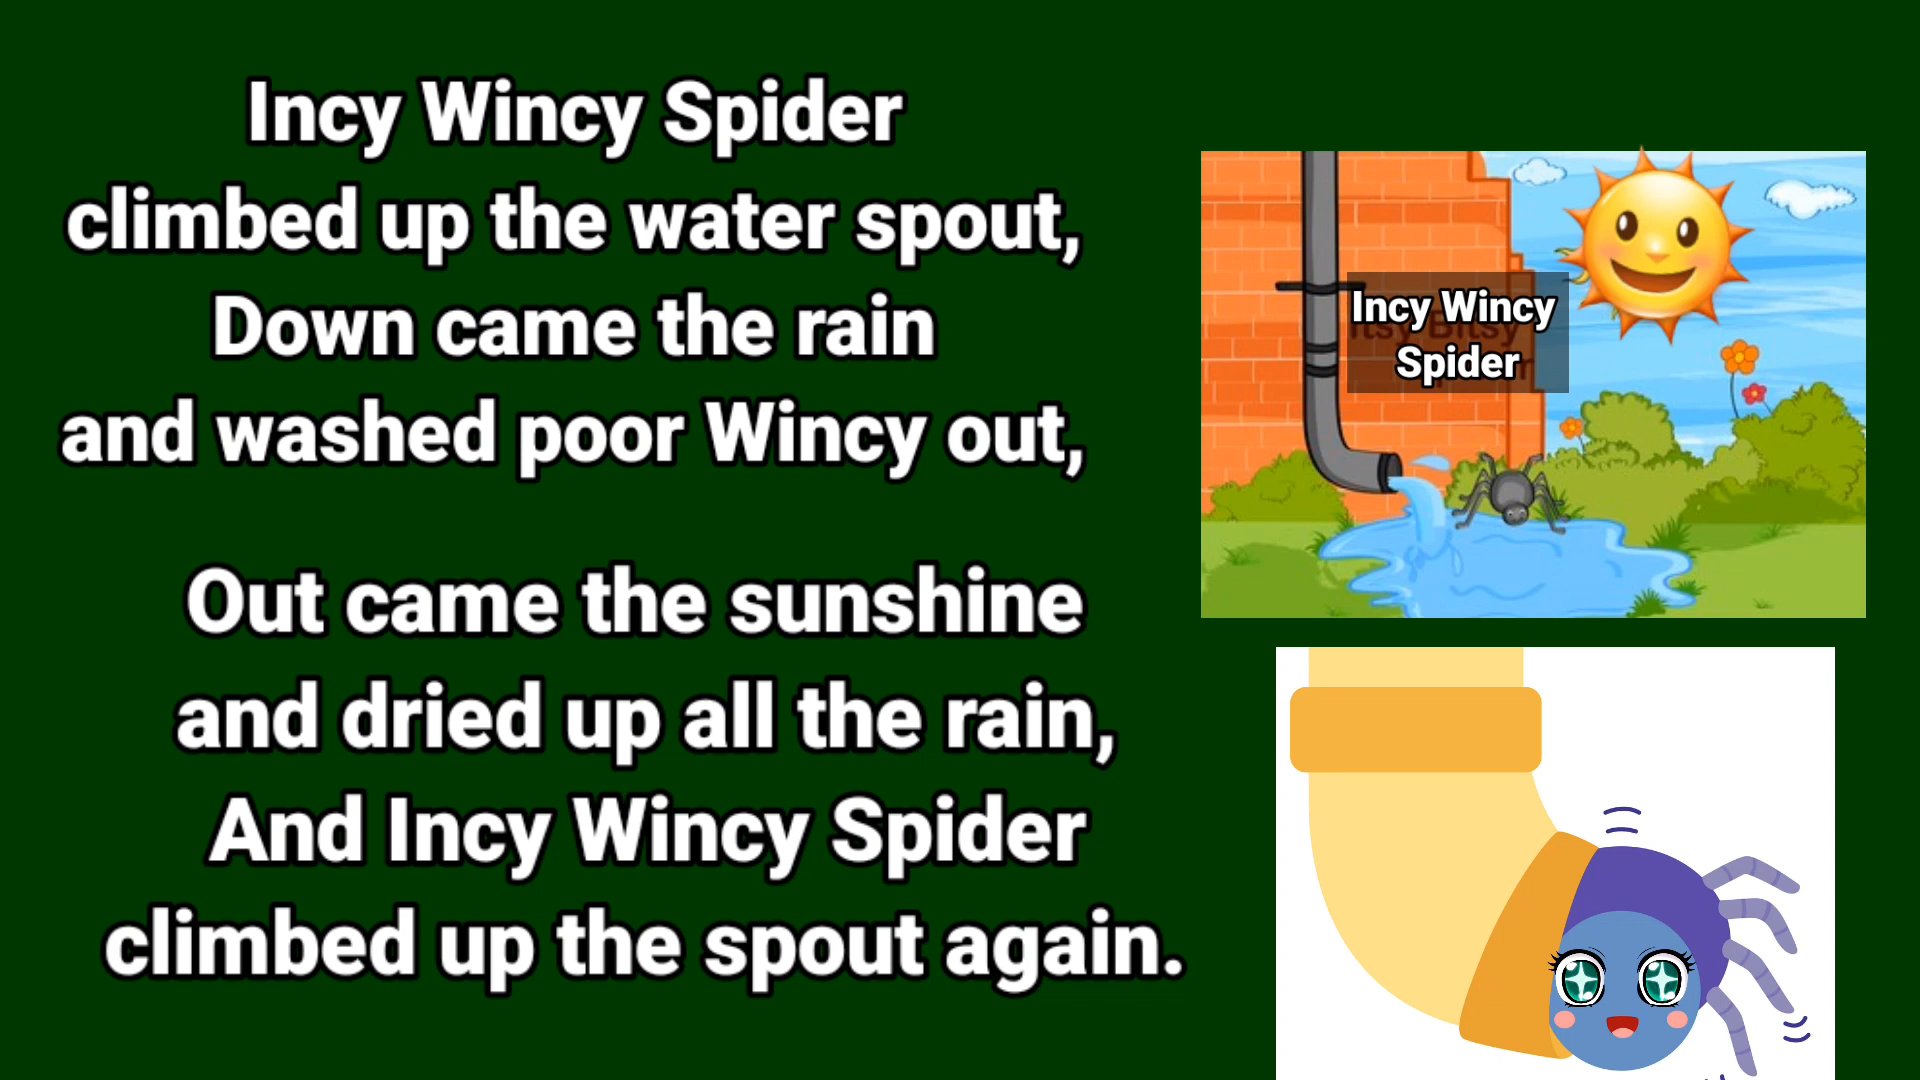 Incy Wincy Spider
climbed up the water spout,
Down came the rain
and washed poor Wincy out,
Out came the sunshine
and dried up all the rain,
And Incy Wincy Spider
climbed up the spout again.
Incy Wincy
Spider
Itsy Bitsy